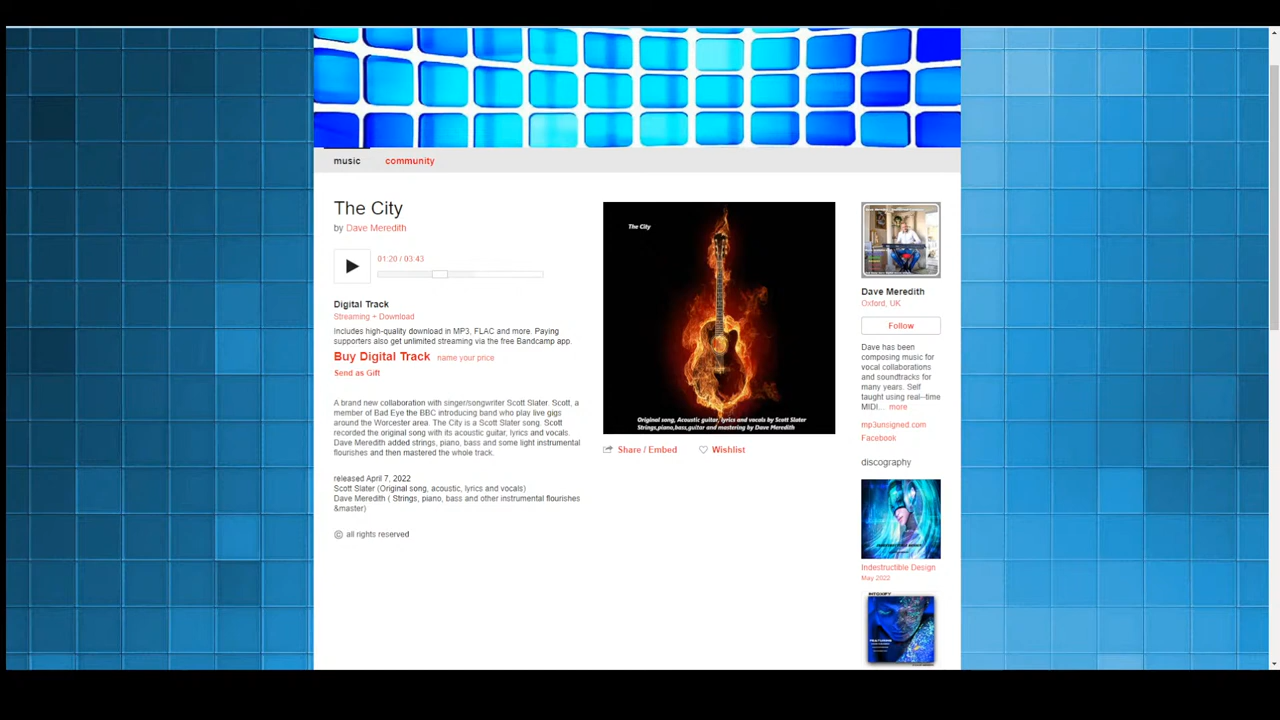 music community
The City
by Dave Meredith
01:20 / 03:43
Digital Track
Streaming + Download
Includes high-quality download in MP3, FLAC and more. Paying
supporters also get unlimited streaming via the free Bandcamp app.
Buy Digital Track name your price
Send as Gift
A brand new collaboration with singer/songwriter Scott Slater. Scott, a
member of Bad Eye the BBC introducing band who play live gigs
around the Worcester area. The City is a Scott Slater song. Scott
recorded the original song with its acoustic guitar, lyrics and vocals.
Dave Meredith added strings, piano, bass and some light instrumental
flourishes and then mastered the whole track.
released April 7, 2022
Scott Slater (Original song, acoustic, lyrics and vocals)
Dave Meredith ( Strings, piano, bass and other instrumental flourishes
&master)
© all rights reserved
The City
Original song, Acoustic guitar, lyrics and vocals by Scott Slater
Strings,piano,bass,guitar and mastering by Dave Meredith
Share / Embed Wishlist
Dave Meredith
Oxford, UK
Follow
Dave has been
composing music for
vocal collaborations
and soundtracks for
many years. Self
taught using real–time
MIDI... more
mp3unsigned.com
Facebook
discography
Indestructible Design
May 2022
INTOXIFY
FEATURING